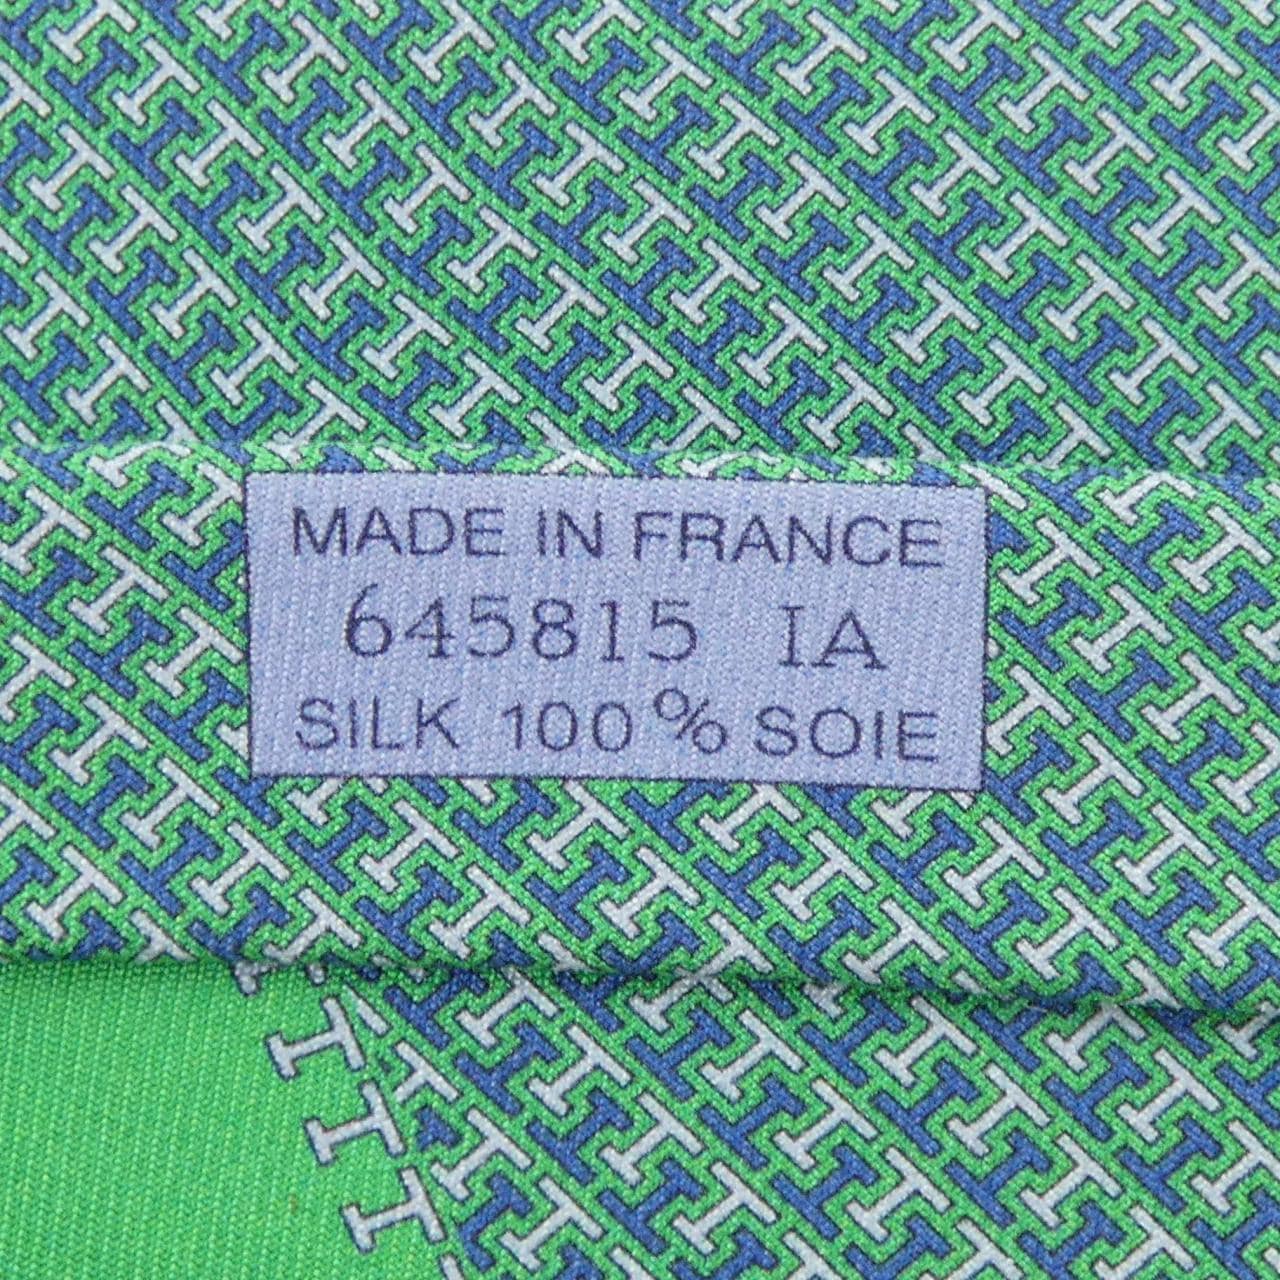 MADE IN FRANCE
645815 IA
SILK 100% SOIE